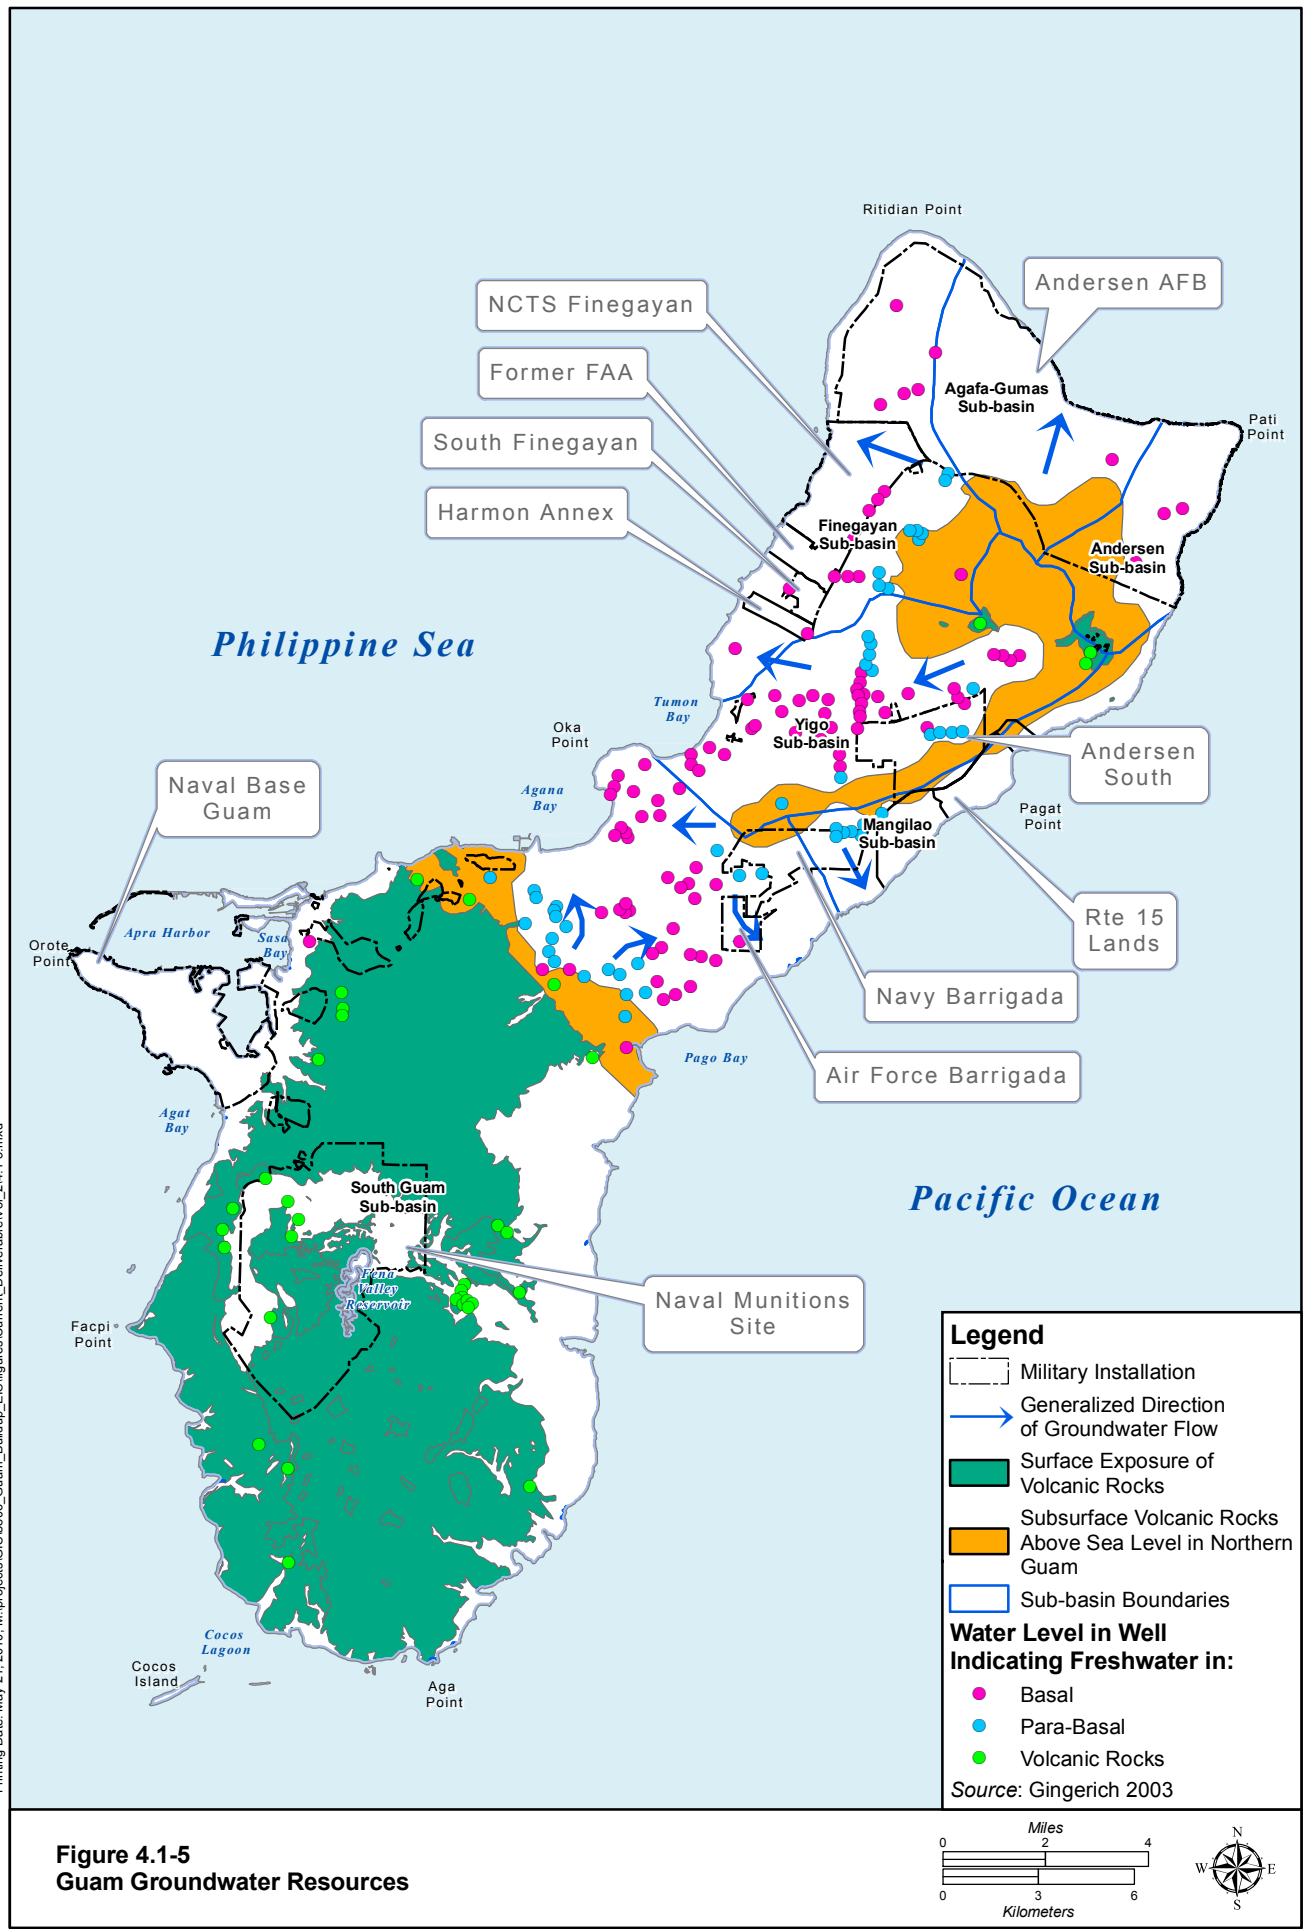 Ritidian Point
Andersen AFB
NCTS Finegayan
Former FAA
South Finegayan
Harmon Annex
Agafa-Gumas
Sub-basin
Pati
Point
Finegayan
Sub-basin
Andersen
Sub-basin
Philippine Sea
Tumon
Bay
Oka
Point
Yigo
Sub-basin
Andersen
South
Naval Base
Guam
Agana
Bay
Pagat
Point
Mangilao
Sub-basin
Rte 15
Lands
Orote
Point
Apra Harbor
Sasa
Bay
Navy Barrigada
Pago Bay
Air Force Barrigada
Agat
Bay
South Guam
Sub-basin
Pacific Ocean
Fena
Valley
Reservoir
Naval Munitions
Site
Facpi
Point
Cocos
Lagoon
Cocos
Island
Aga
Point
Legend
Military Installation
Generalized Direction
of Groundwater Flow
Surface Exposure of
Volcanic Rocks
Subsurface Volcanic Rocks
Above Sea Level in Northern
Guam
Sub-basin Boundaries
Water Level in Well
Indicating Freshwater in:
Basal
Para-Basal
Volcanic Rocks
Source: Gingerich 2003
Figure 4.1-5
Guam Groundwater Resources
Miles
0 2 4
0 3 6
Kilometers
N
W E
S